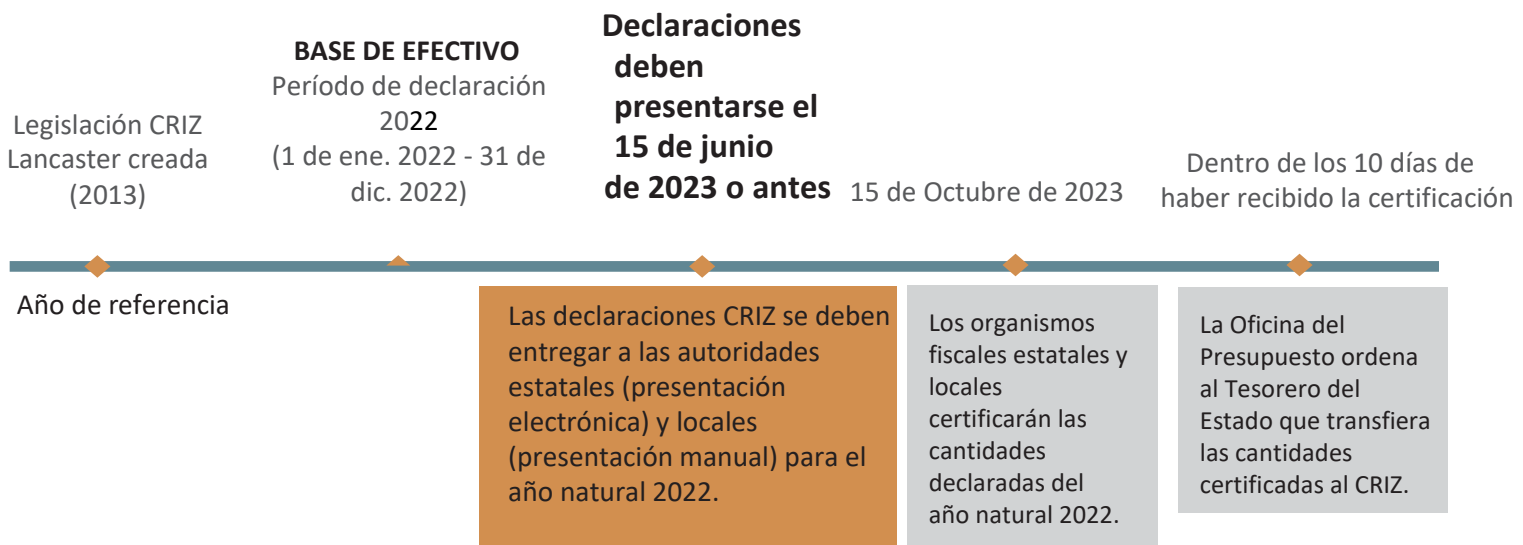 Legislación CRIZ
Lancaster creada
(2013)
BASE DE EFECTIVO
Período de declaración
2022
(1 de ene. 2022 - 31 de
dic. 2022)
Declaraciones
deben
presentarse el
15 de junio
de 2023 o antes
15 de Octubre de 2023
Dentro de los 10 días de
haber recibido la certificación
Año de referencia
Las declaraciones CRIZ se deben
entregar a las autoridades
estatales (presentación
electrónica) y locales
(presentación manual) para el
año natural 2022.
Los organismos
fiscales estatales y
locales
certificarán las
cantidades
declaradas del
año natural 2022.
La Oficina del
Presupuesto ordena
al Tesorero del
Estado que transfiera
las cantidades
certificadas al CRIZ.